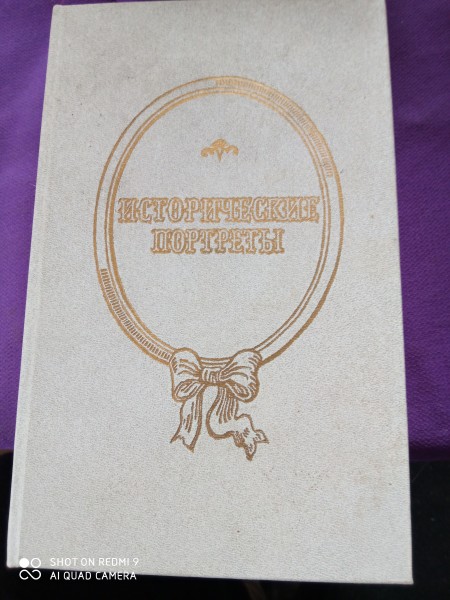 ИСТОРИЧЕСКИЕ
ПОРТРЕТЫ
SHOT ON REDMI 9
AI QUAD CAMERA